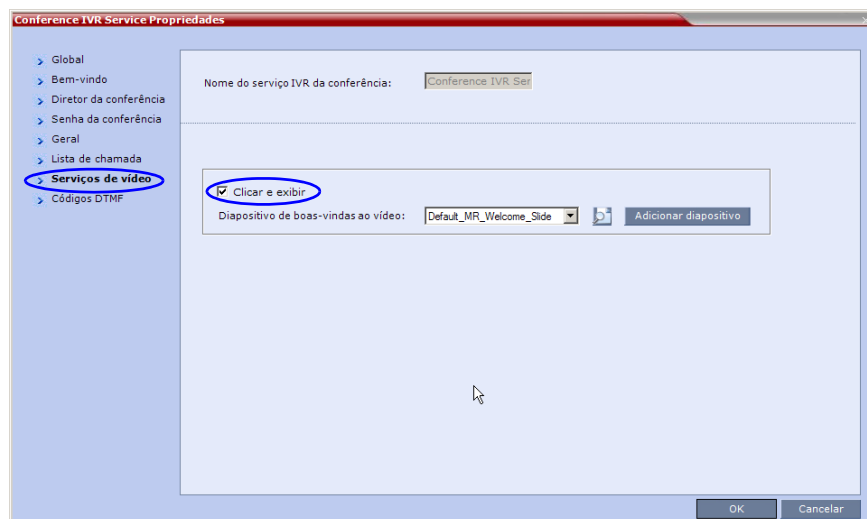 Conference IVR Service Propriedades
Global
Bem-vindo
Diretor da conferência
Senha da conferência
Geral
Lista de chamada
Serviços de vídeo
Códigos DTMF
Nome do serviço IVR da conferência: Conference IVR Ser
Clicar e exibir
Diapositivo de boas-vindas ao vídeo: Default_MR_Welcome_Slide Adicionar diapositivo
OK Cancelar